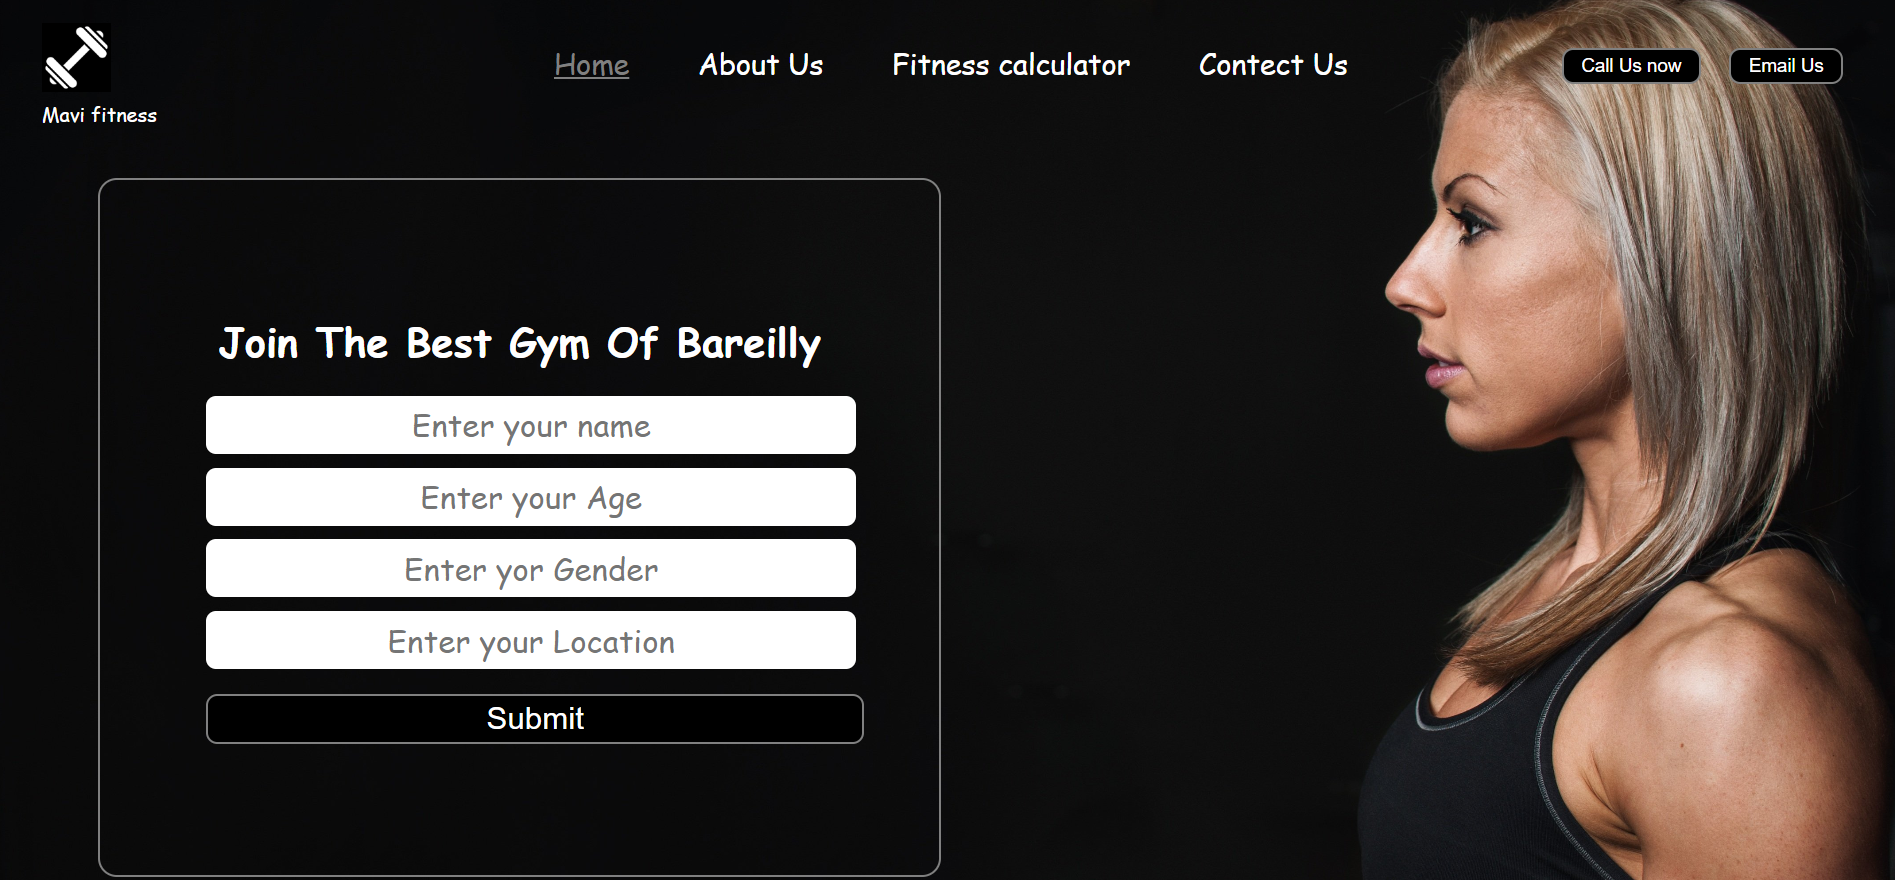 Home About Us Fitness calculator Contect Us Call Us now Email Us
Mavi fitness
Join The Best Gym Of Bareilly
Enter your name
Enter your Age
Enter yor Gender
Enter your Location
Submit